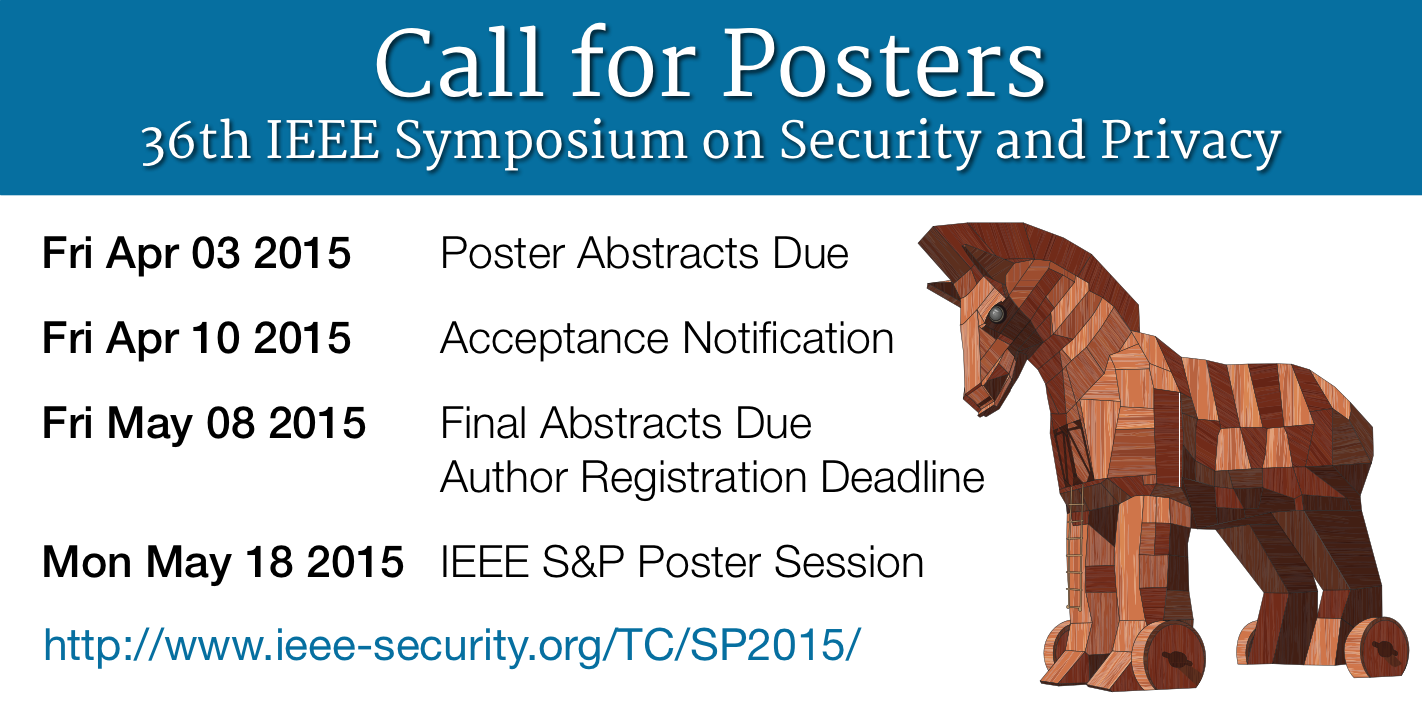 Call for Posters
36th IEEE Symposium on Security and Privacy
Fri Apr 03 2015 Poster Abstracts Due
Fri Apr 10 2015 Acceptance Notification
Fri May 08 2015 Final Abstracts Due
Author Registration Deadline
Mon May 18 2015 IEEE S&P Poster Session
http://www.ieee-security.org/TC/SP2015/